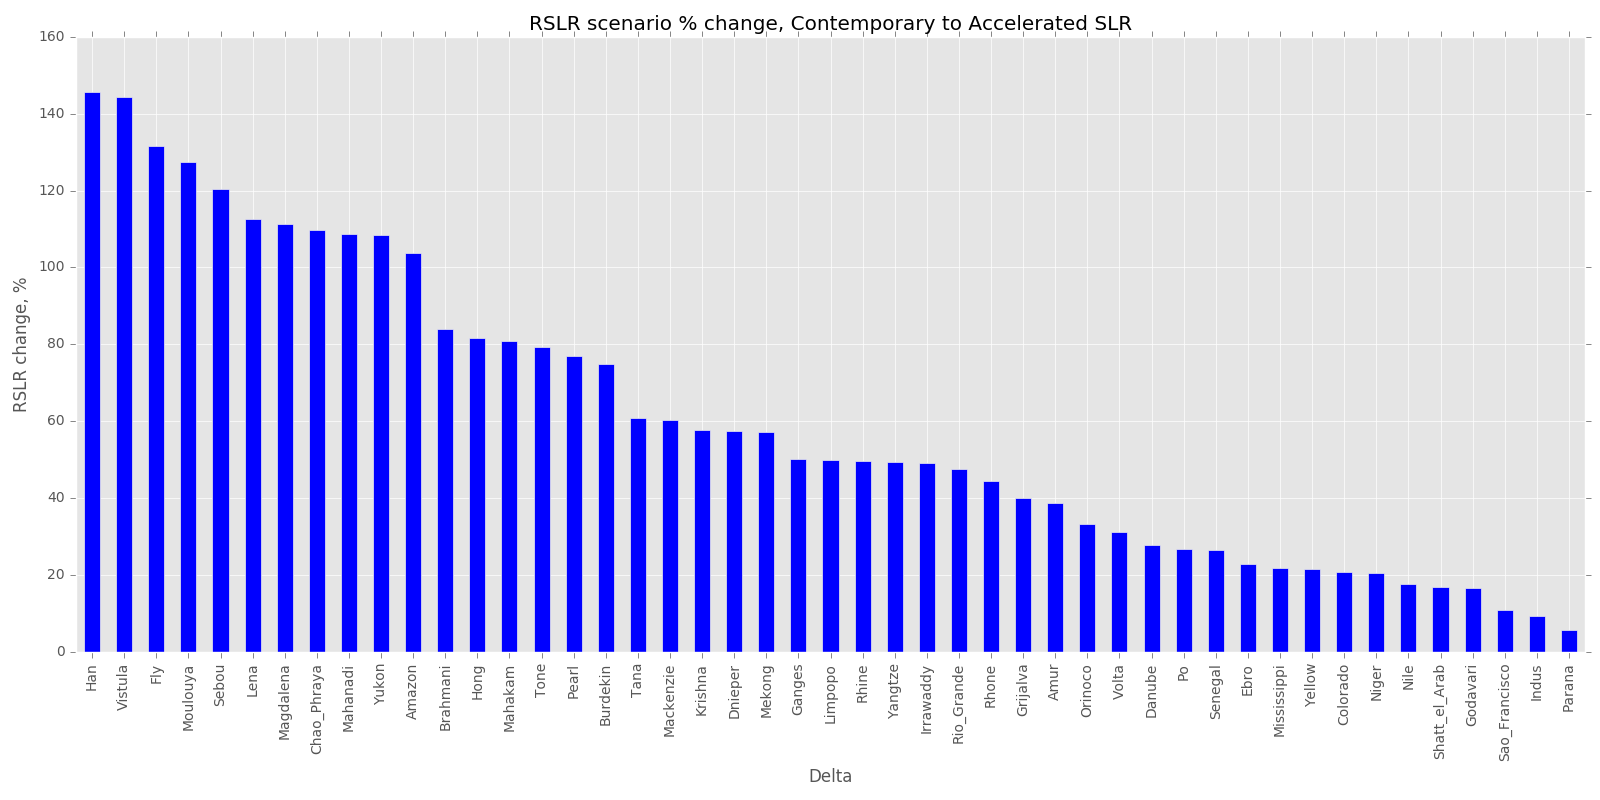 RSLR scenario % change, Contemporary to Accelerated SLR
160
140
120
100
80
60
40
20
0
RSLR change, %
Han
Vistula
Fly
Moulouya
Sebou
Lena
Magdalena
Chao_Phraya
Mahanadi
Yukon
Amazon
Brahmani
Hong
Mahakam
Tone
Pearl
Burdekin
Tana
Mackenzie
Krishna
Dnieper
Mekong
Ganges
Limpopo
Rhine
Yangtze
Irrawaddy
Rio_Grande
Rhone
Grijalva
Amur
Orinoco
Volta
Danube
Po
Senegal
Ebro
Mississippi
Yellow
Colorado
Niger
Nile
Shatt_el_Arab
Godavari
Sao_Francisco
Indus
Parana
Delta